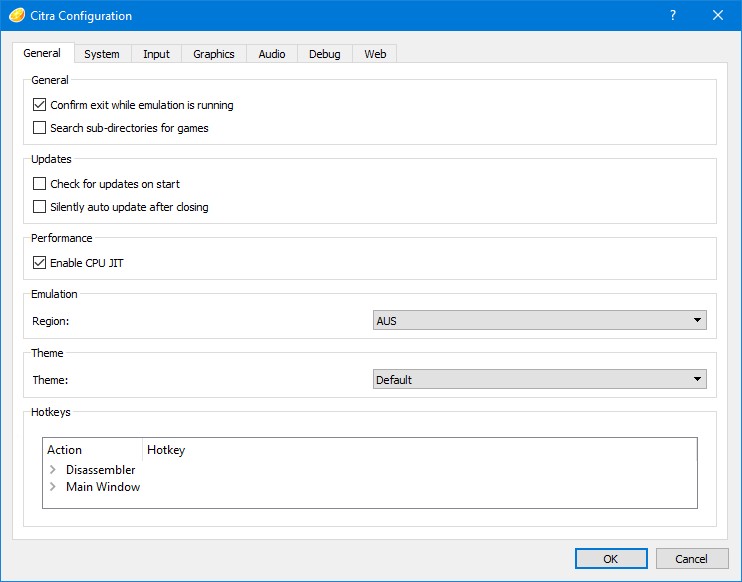 Citra Configuration
?
General System Input Graphics Audio Debug Web
General
Confirm exit while emulation is running
Search sub-directories for games
Updates
Check for updates on start
Silently auto update after closing
Performance
Enable CPU JIT
Emulation
Region: AUS
Theme
Theme: Default
Hotkeys
Action Hotkey
Disassembler
Main Window
OK Cancel